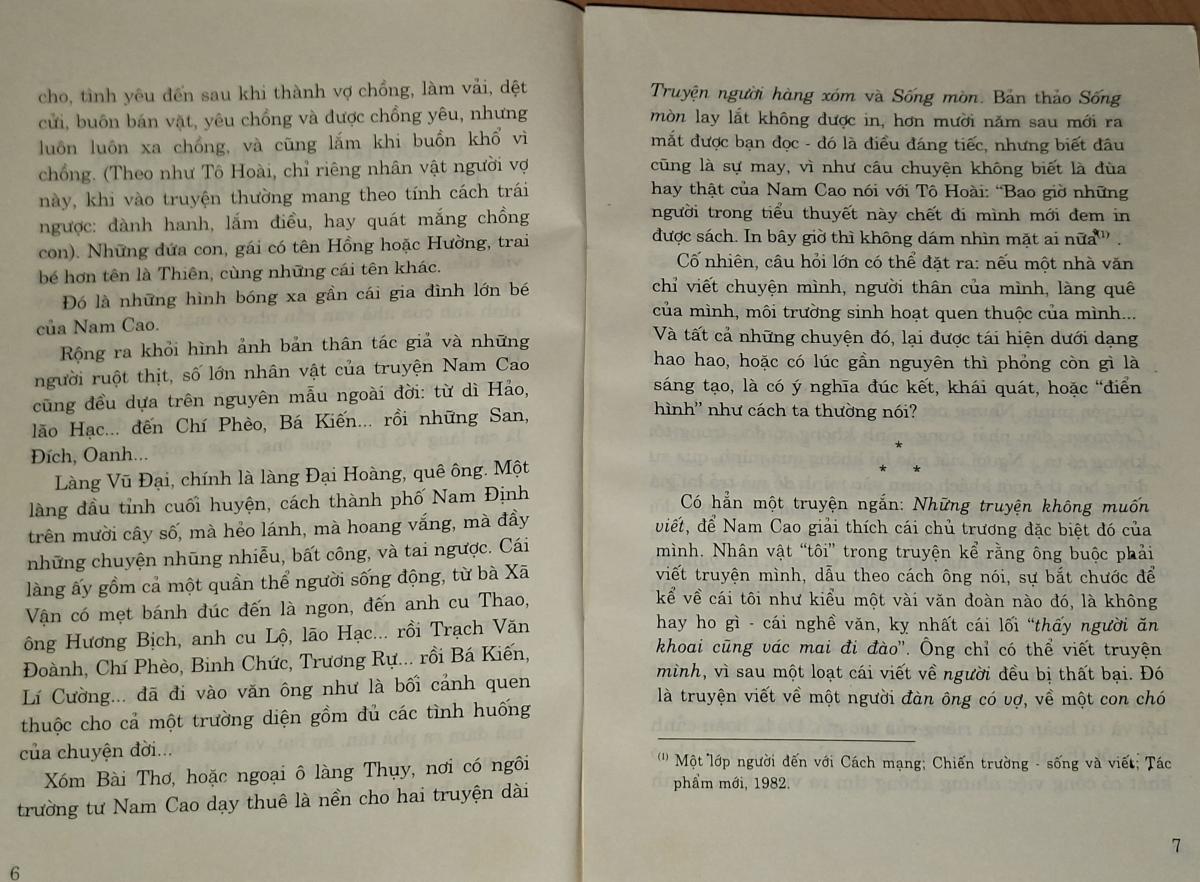 cho, tình yêu đến sau khi thành vợ chồng, làm vải, dệt
cửi, buôn bán vật, yêu chồng và được chồng yêu, nhưng
luôn luôn xa chồng, và cũng lắm khi buồn khổ vì
chồng. (Theo như Tô Hoài, chỉ riêng nhân vật người vợ
này, khi vào truyện thường mang theo tính cách trái
ngược: đành hanh, lắm điều, hay quát mắng chồng
con). Những đứa con, gái có tên Hồng hoặc Hường, trai
bé hơn tên là Thiên, cùng những cái tên khác.
Đó là những hình bóng xa gần cái gia đình lớn bé
của Nam Cao.
Rộng ra khỏi hình ảnh bản thân tác giả và những
người ruột thịt, số lớn nhân vật của truyện Nam Cao
cũng đều dựa trên nguyên mẫu ngoài đời: từ dì Hảo,
lão Hạc... đến Chí Phèo, Bá Kiến... rồi những San,
Đích, Oanh...
Làng Vũ Đại, chính là làng Đại Hoàng, quê ông. Một
làng đầu tỉnh cuối huyện, cách thành phố Nam Định
trên mười cây số, mà hẻo lánh, mà hoang vắng, mà đầy
những chuyện nhũng nhiễu, bất công, và tai ngược. Cái
làng ấy gồm cả một quần thể người sống động, từ bà Xã
Vận có mẹt bánh đúc đến là ngon, đến anh cu Thao,
ông Hương Bịch, anh cu Lộ, lão Hạc... rồi Trạch Văn
Đoành, Chí Phèo, Binh Chức, Trương Rự... rồi Bá Kiến,
Lí Cường... đã đi vào văn ông như là bối cảnh quen
thuộc cho cả một trường diện gồm đủ các tình huống
của chuyện đời...
Xóm Bài Thơ, hoặc ngoại ô làng Thụy, nơi có ngôi
trường tư Nam Cao dạy thuê là nền cho hai truyện dài
6
Truyện người hàng xóm và Sống mòn. Bản thảo Sống
mòn lay lắt không được in, hơn mười năm sau mới ra
mắt được bạn đọc - đó là điều đáng tiếc, nhưng biết đâu
cũng là sự may, vì như câu chuyện không biết là đùa
hay thật của Nam Cao nói với Tô Hoài: “Bao giờ những
người trong tiểu thuyết này chết đi mình mới đem in
được sách. In bây giờ thì không dám nhìn mặt ai nữa”(1) .
Cố nhiên, câu hỏi lớn có thể đặt ra: nếu một nhà văn
chỉ viết chuyện mình, người thân của mình, làng quê
của mình, môi trường sinh hoạt quen thuộc của mình...
Và tất cả những chuyện đó, lại được tái hiện dưới dạng
hao hao, hoặc có lúc gần nguyên thì phỏng còn gì là
sáng tạo, là có ý nghĩa đúc kết, khái quát, hoặc “điển
hình” như cách ta thường nói?
*
* *
Có hẳn một truyện ngắn: Những truyện không muốn
viết, để Nam Cao giải thích cái chủ trương đặc biệt đó của
mình. Nhân vật “tôi” trong truyện kể rằng ông buộc phải
viết truyện mình, dẫu theo cách ông nói, sự bắt chước để
kể về cái tôi như kiểu một vài văn đoàn nào đó, là không
hay ho gì - cái nghề văn, kỵ nhất cái lối “thấy người ăn
khoai cũng vác mai đi đào”. Ông chỉ có thể viết truyện
mình, vì sau một loạt cái viết về người đều bị thất bại. Đó
là truyện viết về một người đàn ông có vợ, về một con chó
(1) Một lớp người đến với Cách mạng; Chiến trường - sống và viết; Tác
phẩm mới, 1982.
7